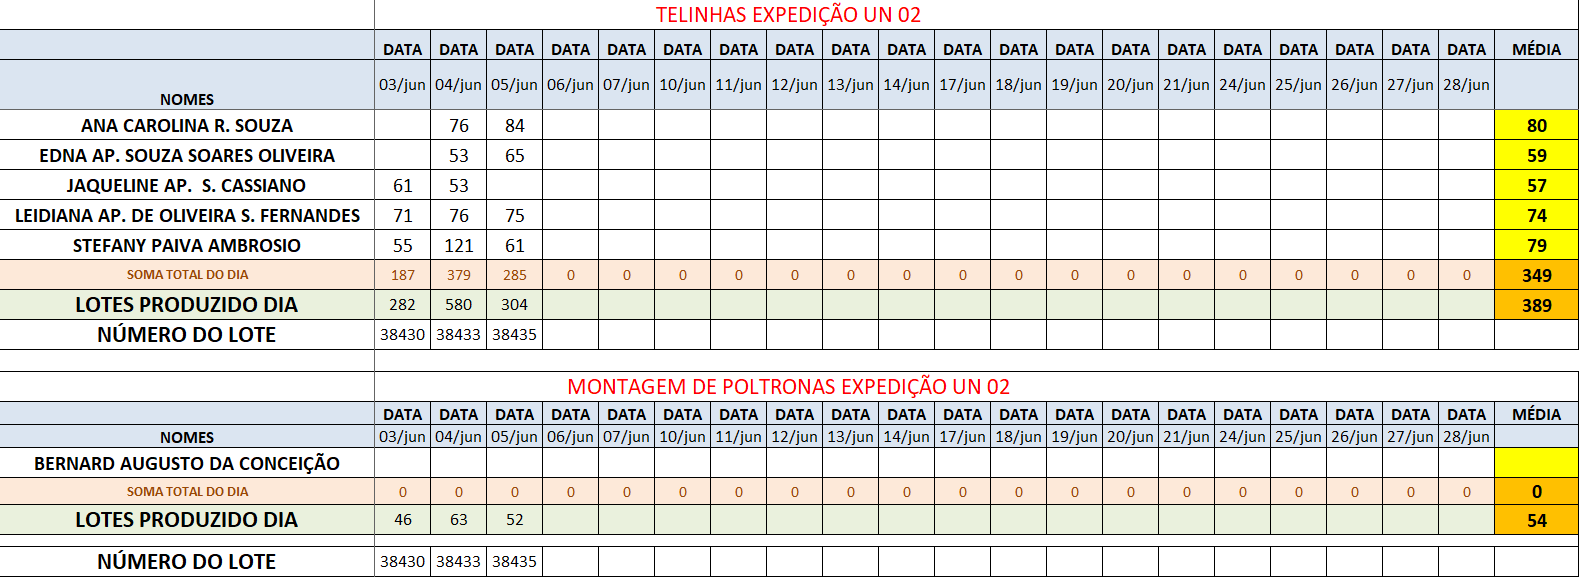 TELINHAS EXPEDIÇÃO UN 02
DATA DATA DATA DATA DATA DATA DATA DATA DATA DATA DATA DATA DATA DATA DATA DATA DATA DATA DATA DATA MÉDIA
NOMES 03/jun 04/jun 05/jun 06/jun 07/jun 10/jun 11/jun 12/jun 13/jun 14/jun 17/jun 18/jun 19/jun 20/jun 21/jun 24/jun 25/jun 26/jun 27/jun 28/jun
ANA CAROLINA R. SOUZA 76 84 80
EDNA AP. SOUZA SOARES OLIVEIRA 53 65 59
JAQUELINE AP. S. CASSIANO 61 53 57
LEIDIANA AP. DE OLIVEIRA S. FERNANDES 71 76 75 74
STEFANY PAIVA AMBROSIO 55 121 61 79
SOMA TOTAL DO DIA 187 379 285 0 0 0 0 0 0 0 0 0 0 0 0 0 0 0 0 0 349
LOTES PRODUZIDO DIA 282 580 304 389
NÚMERO DO LOTE 38430 38433 38435
MONTAGEM DE POLTRONAS EXPEDIÇÃO UN 02
DATA DATA DATA DATA DATA DATA DATA DATA DATA DATA DATA DATA DATA DATA DATA DATA DATA DATA DATA DATA MÉDIA
NOMES 03/jun 04/jun 05/jun 06/jun 07/jun 10/jun 11/jun 12/jun 13/jun 14/jun 17/jun 18/jun 19/jun 20/jun 21/jun 24/jun 25/jun 26/jun 27/jun 28/jun
BERNARD AUGUSTO DA CONCEIÇÃO
SOMA TOTAL DO DIA 0 0 0 0 0 0 0 0 0 0 0 0 0 0 0 0 0 0 0 0 0
LOTES PRODUZIDO DIA 46 63 52 54
NÚMERO DO LOTE 38430 38433 38435